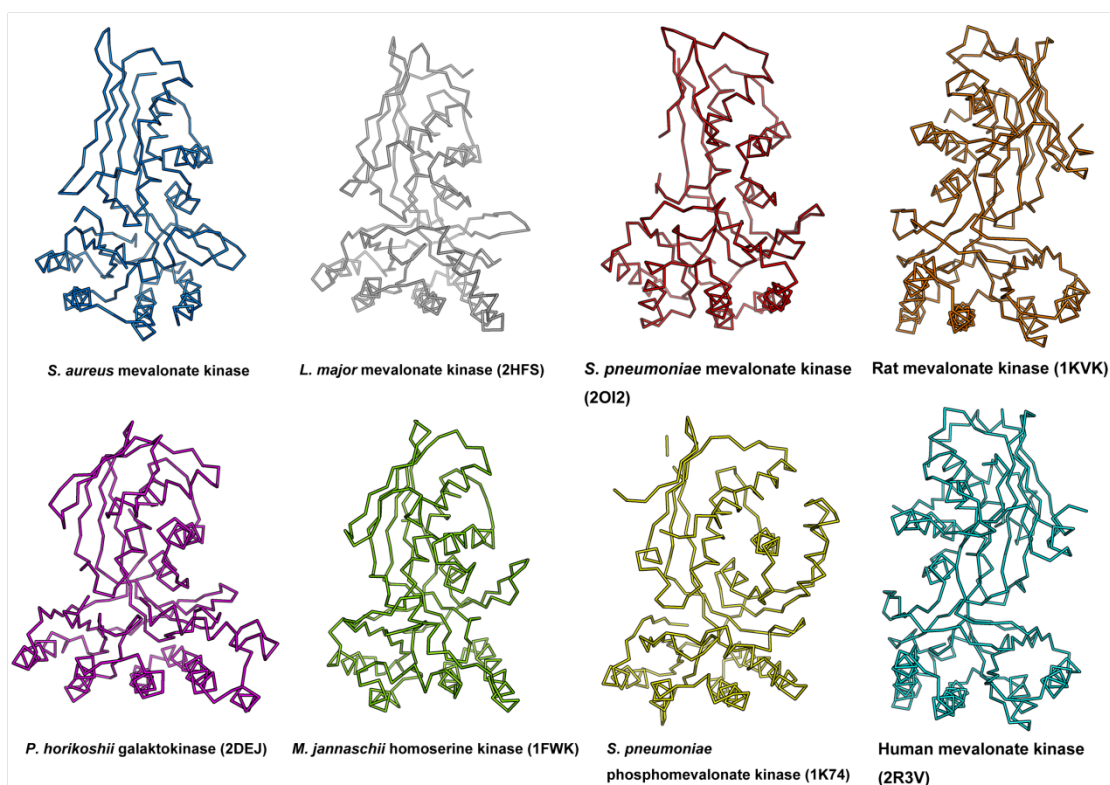 S. aureus mevalonate kinase
L. major mevalonate kinase (2HFS)
S. pneumoniae mevalonate kinase
(2OI2)
Rat mevalonate kinase (1KVK)
P. horikoshii galaktokinase (2DEJ)
M. jannaschii homoserine kinase (1FWK)
S. pneumoniae
phosphomevalonate kinase (1K74)
Human mevalonate kinase
(2R3V)